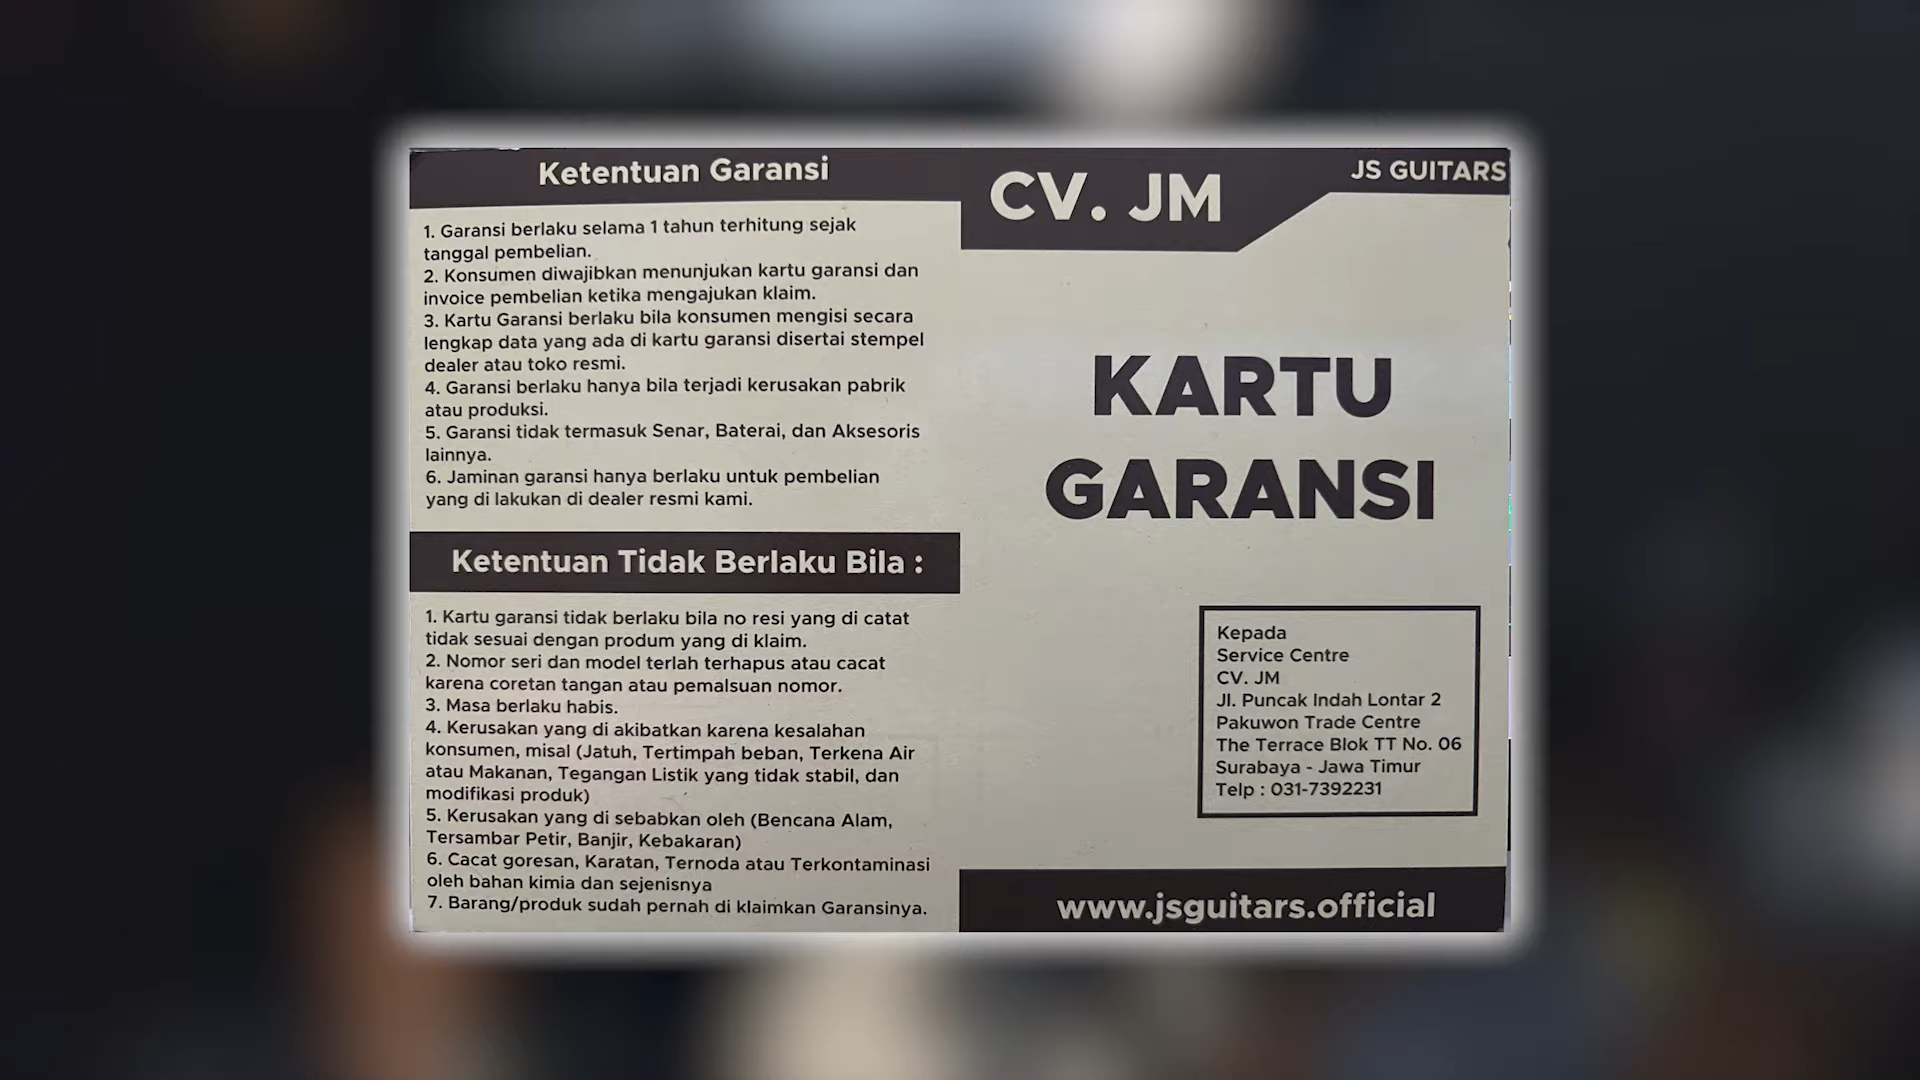 Ketentuan Garansi
1. Garansi berlaku selama 1 tahun terhitung sejak
tanggal pembelian.
2. Konsumen diwajibkan menunjukan kartu garansi dan
invoice pembelian ketika mengajukan klaim.
3. Kartu Garansi berlaku bila konsumen mengisi secara
lengkap data yang ada di kartu garansi disertai stempel
dealer atau toko resmi.
4. Garansi berlaku hanya bila terjadi kerusakan pabrik
atau produksi.
5. Garansi tidak termasuk Senar, Baterai, dan Aksesoris
lainnya.
6. Jaminan garansi hanya berlaku untuk pembelian
yang di lakukan di dealer resmi kami.
Ketentuan Tidak Berlaku Bila :
1. Kartu garansi tidak berlaku bila no resi yang di catat
tidak sesuai dengan produm yang di klaim.
2. Nomor seri dan model terlah terhapus atau cacat
karena coretan tangan atau pemalsuan nomor.
3. Masa berlaku habis.
4. Kerusakan yang di akibatkan karena kesalahan
konsumen, misal (Jatuh, Tertimpah beban, Terkena Air
atau Makanan, Tegangan Listik yang tidak stabil, dan
modifikasi produk)
5. Kerusakan yang di sebabkan oleh (Bencana Alam,
Tersambar Petir, Banjir, Kebakaran)
6. Cacat goresan, Karatan, Ternoda atau Terkontaminasi
oleh bahan kimia dan sejenisnya
7. Barang/produk sudah pernah di klaimkan Garansinya.
CV. JM
JS GUITARS
KARTU
GARANSI
Kepada
Service Centre
CV. JM
Jl. Puncak Indah Lontar 2
Pakuwon Trade Centre
The Terrace Blok TT No. 06
Surabaya - Jawa Timur
Telp : 031-7392231
www.jsguitars.official